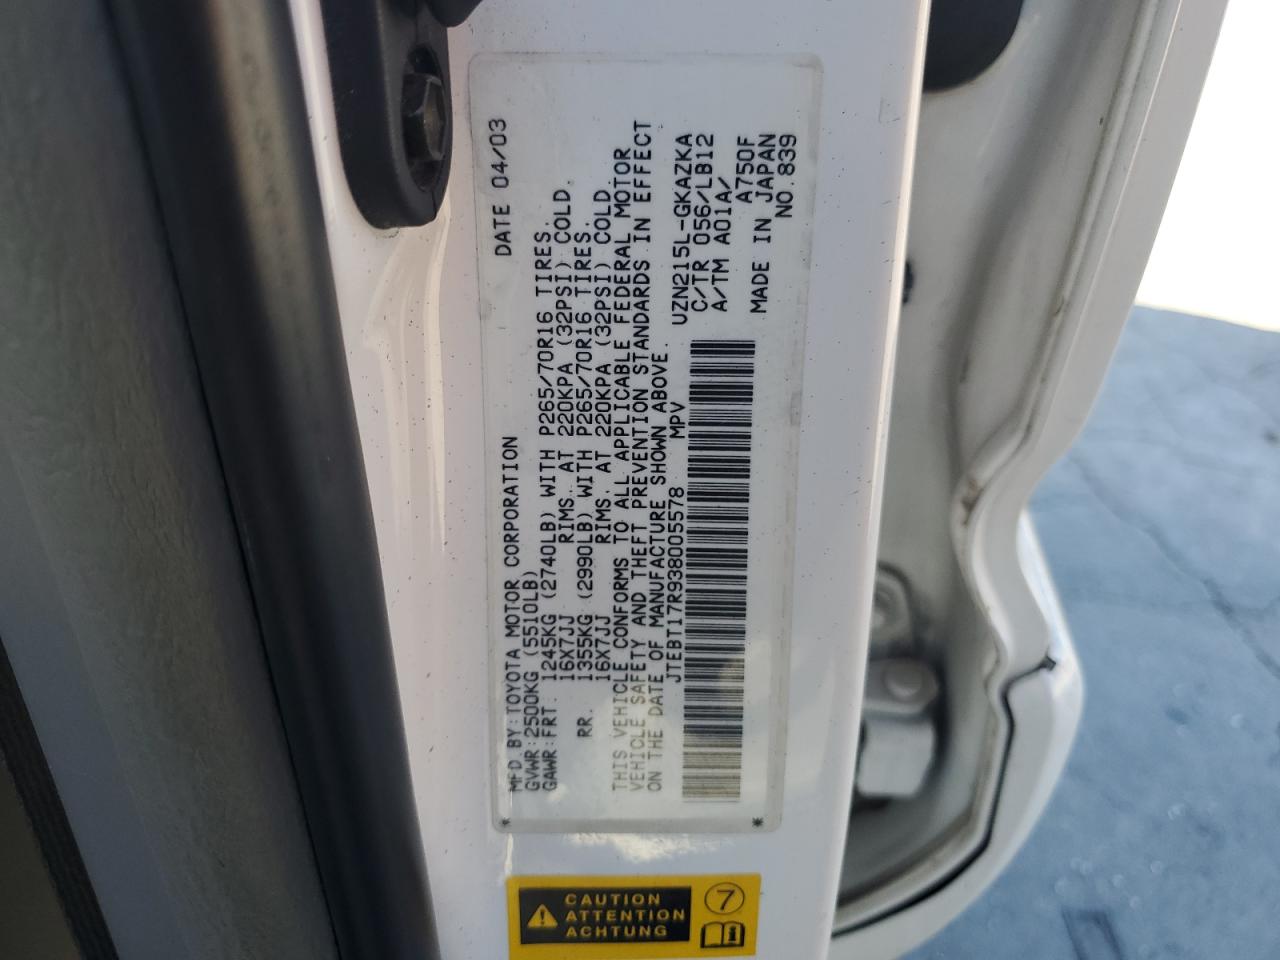 MFD BY:TOYOTA MOTOR CORPORATION DATE 04/03
GVWR:2500KG (5510LB)
GAWR:FRT. 1245KG (2740LB) WITH P265/70R16 TIRES.
16X7JJ RIMS. AT 220KPA (32PSI) COLD.
RR. 1355KG (2990LB) WITH P265/70R16 TIRES.
16X7JJ RIMS. AT 220KPA (32PSI) COLD
THIS VEHICLE CONFORMS TO ALL APPLICABLE FEDERAL MOTOR
VEHICLE SAFETY AND THEFT PREVENTION STANDARDS IN EFFECT
ON THE DATE OF MANUFACTURE SHOWN ABOVE.
JTEBT17R938005578 MPV UZN215L-GKAZKA
C/TR 056/LB12
A/TM A01A/
A750F
MADE IN JAPAN
NO.839
* *
CAUTION
ATTENTION
ACHTUNG
7